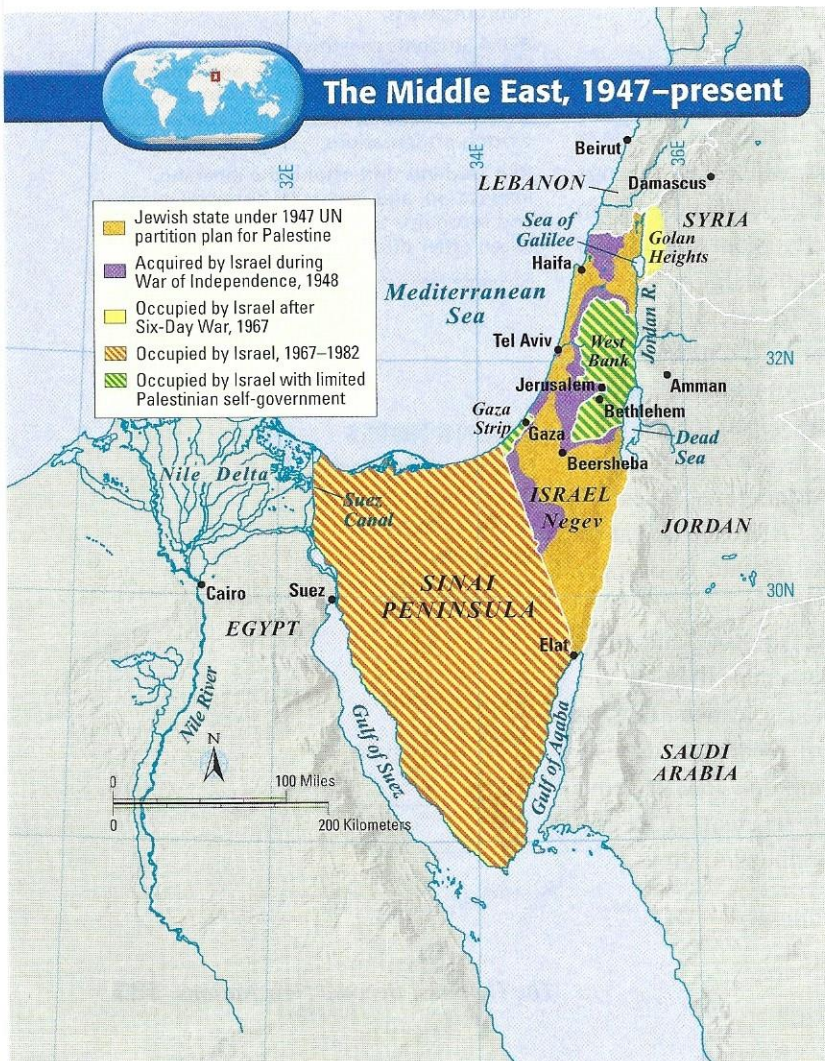 The Middle East, 1947–present
32E
34E
36E
Beirut
LEBANON
Damascus
Jewish state under 1947 UN
partition plan for Palestine
Acquired by Israel during
War of Independence, 1948
Occupied by Israel after
Six-Day War, 1967
Occupied by Israel, 1967–1982
Occupied by Israel with limited
Palestinian self-government
Sea of
Galilee
SYRIA
Golan
Heights
Haifa
Mediterranean
Sea
Jordan R.
Tel Aviv
West
Bank
32N
Jerusalem
Amman
Bethlehem
Gaza
Strip
Gaza
Dead
Sea
Beersheba
Nile Delta
Suez
Canal
ISRAEL
Negev
JORDAN
Cairo
Suez
SINAI
PENINSULA
30N
EGYPT
Elat
Nile River
N
Gulf of Suez
Gulf of Aqaba
SAUDI
ARABIA
0
100 Miles
0
200 Kilometers